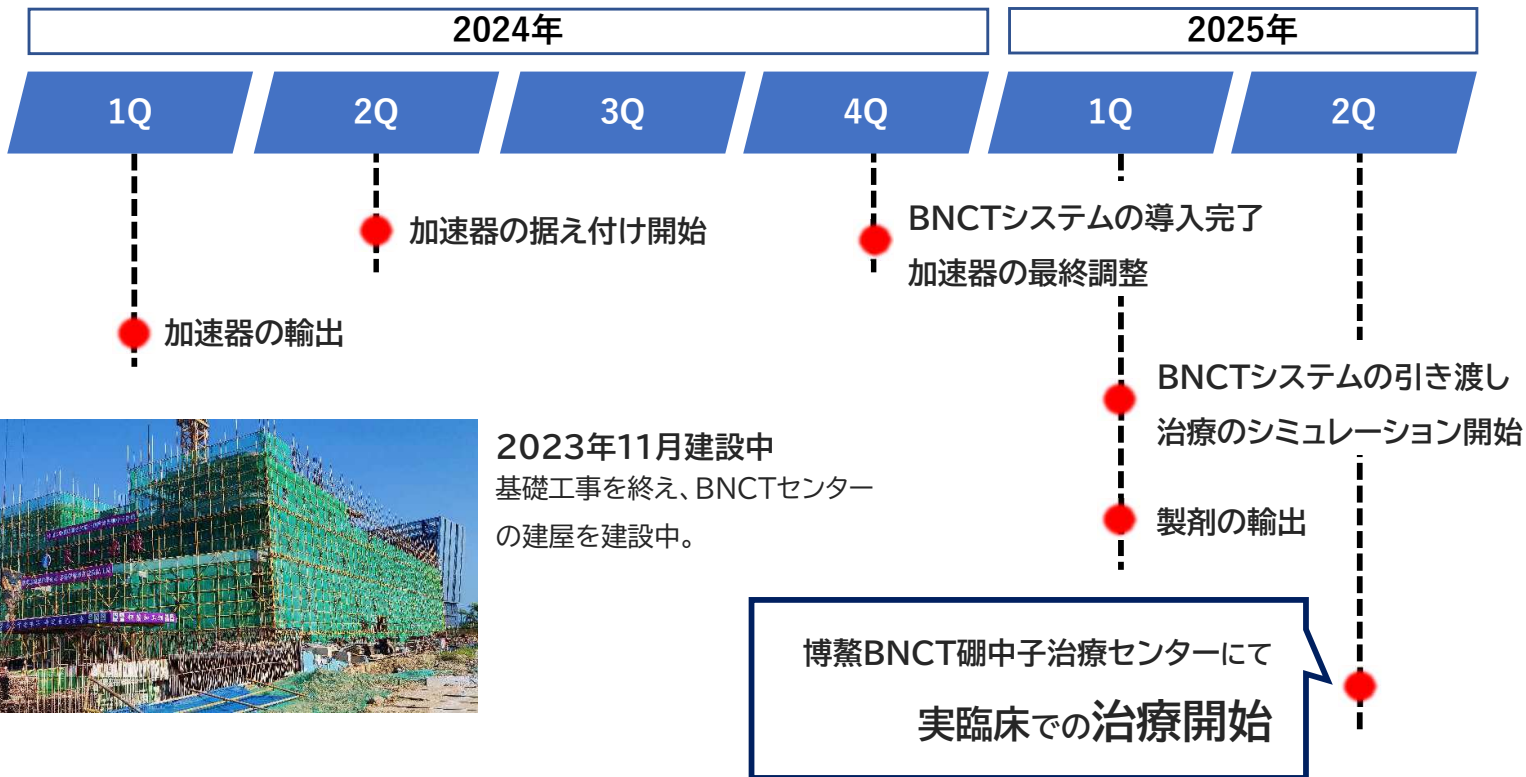 2024年
2025年
1Q
2Q
3Q
4Q
1Q
2Q
加速器の据え付け開始
BNCTシステムの導入完了
加速器の最終調整
加速器の輸出
BNCTシステムの引き渡し
治療のシミュレーション開始
2023年11月建設中
基礎工事を終え、BNCTセンター
の建屋を建設中。
製剤の輸出
博鰲BNCT硼中子治療センターにて
実臨床での治療開始